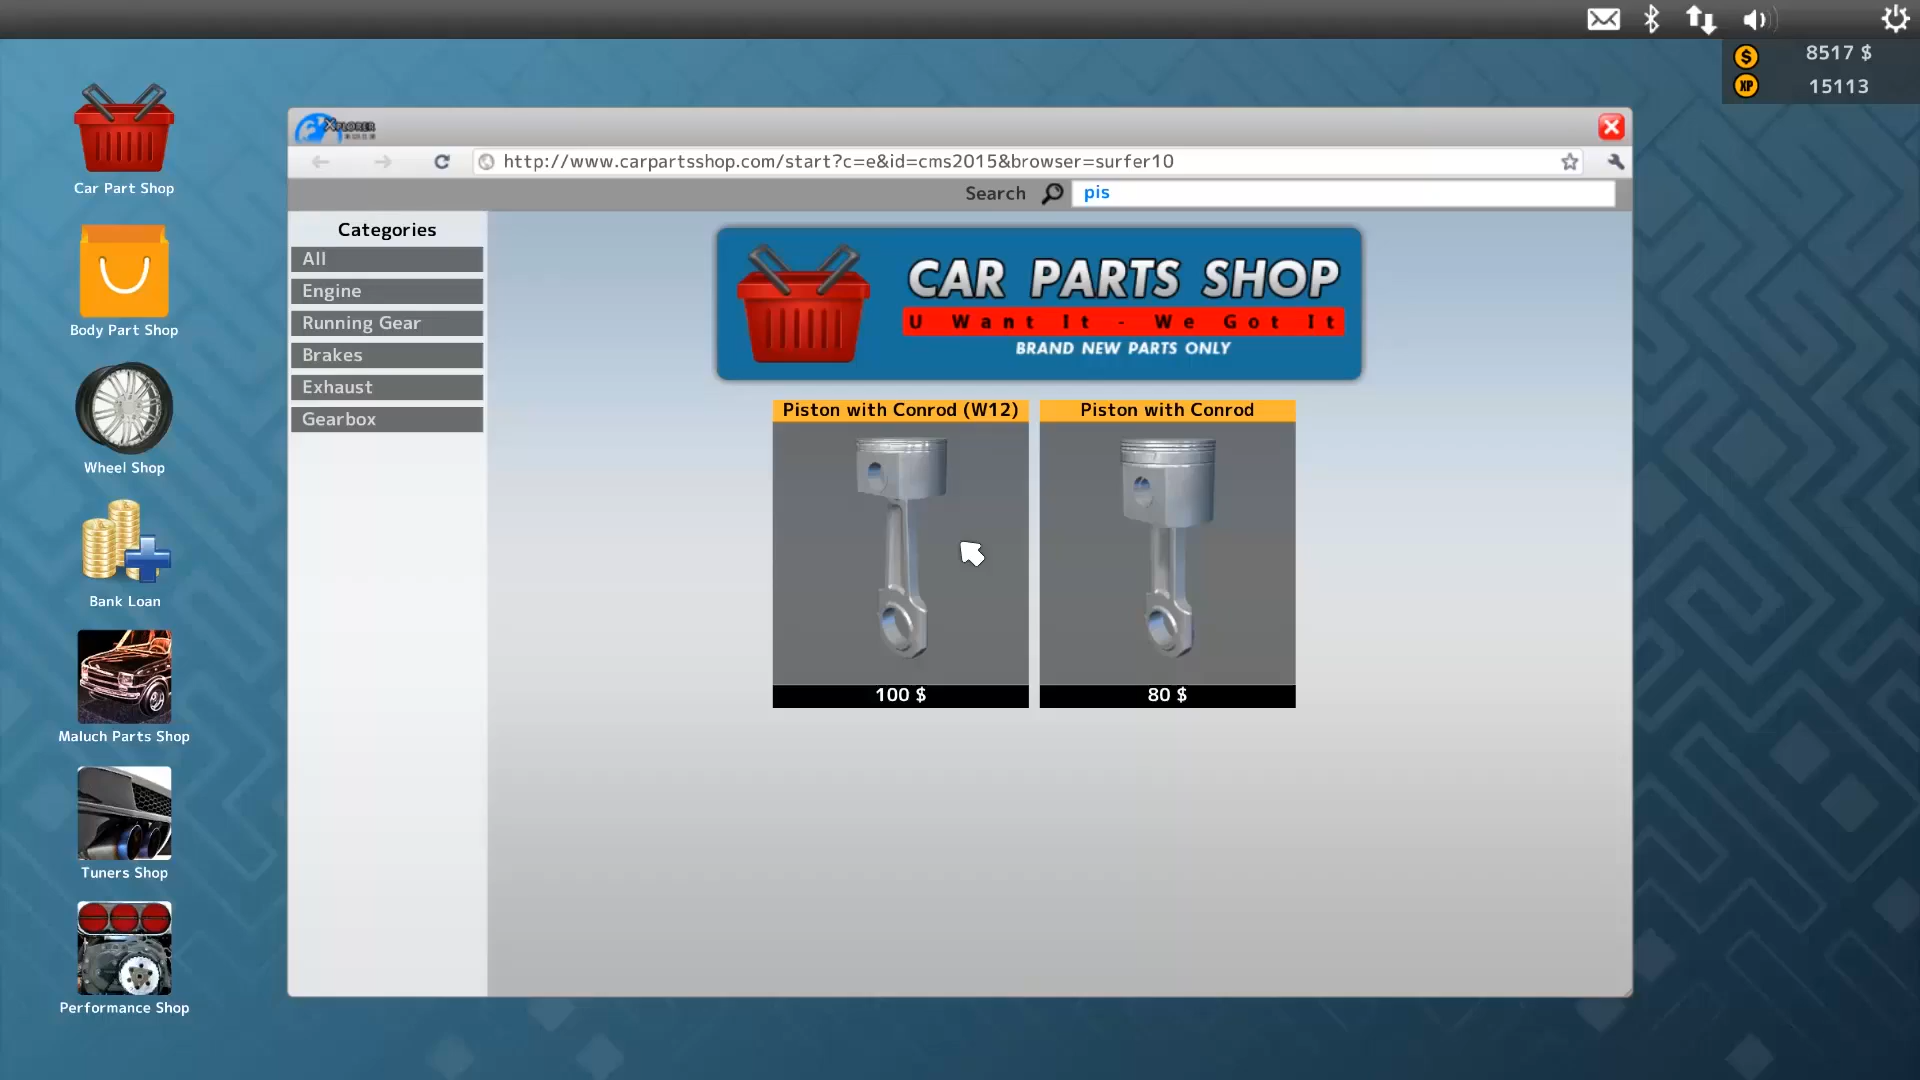 8517 $
XP
15113
Car Part Shop
Body Part Shop
Wheel Shop
Bank Loan
Maluch Parts Shop
Tuners Shop
Performance Shop
XPLORER
http://www.carpartsshop.com/start?c=e&id=cms2015&browser=surfer10
Search
pis
Categories
All
Engine
Running Gear
Brakes
Exhaust
Gearbox
CAR PARTS SHOP
U Want It - We Got It
BRAND NEW PARTS ONLY
Piston with Conrod (W12)
100 $
Piston with Conrod
80 $